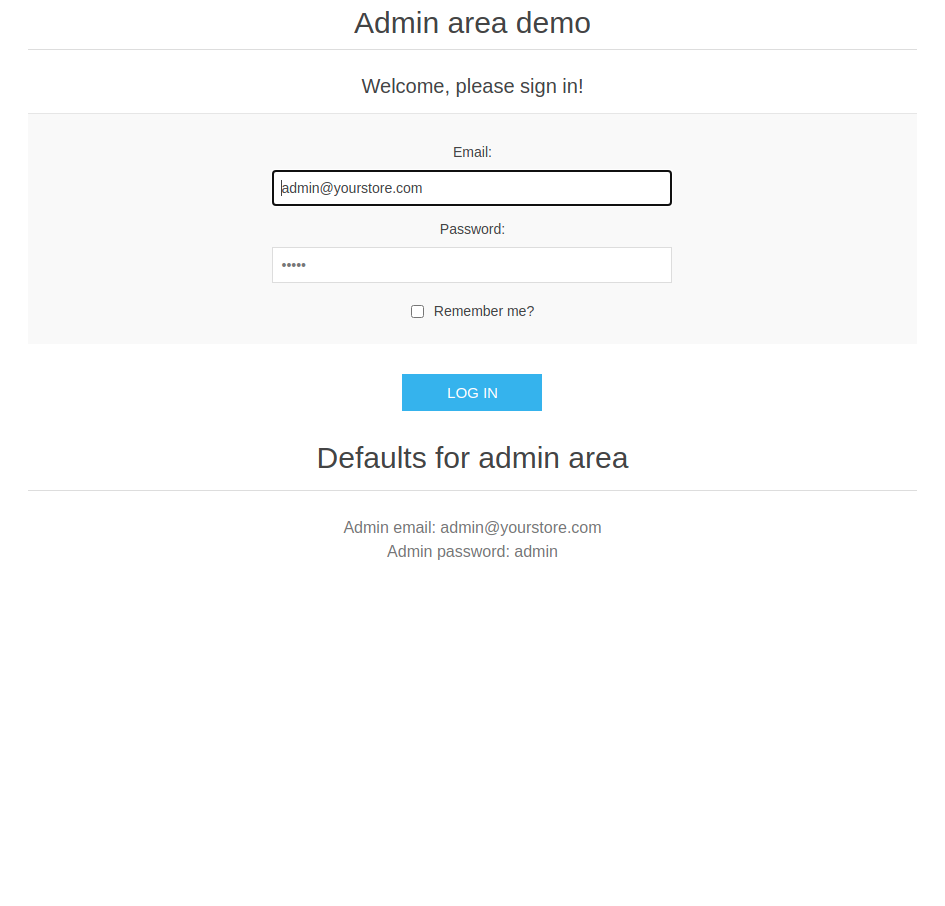 Admin area demo
Welcome, please sign in!
Email:
admin@yourstore.com
Password:
•••••
Remember me?
LOG IN
Defaults for admin area
Admin email: admin@yourstore.com
Admin password: admin